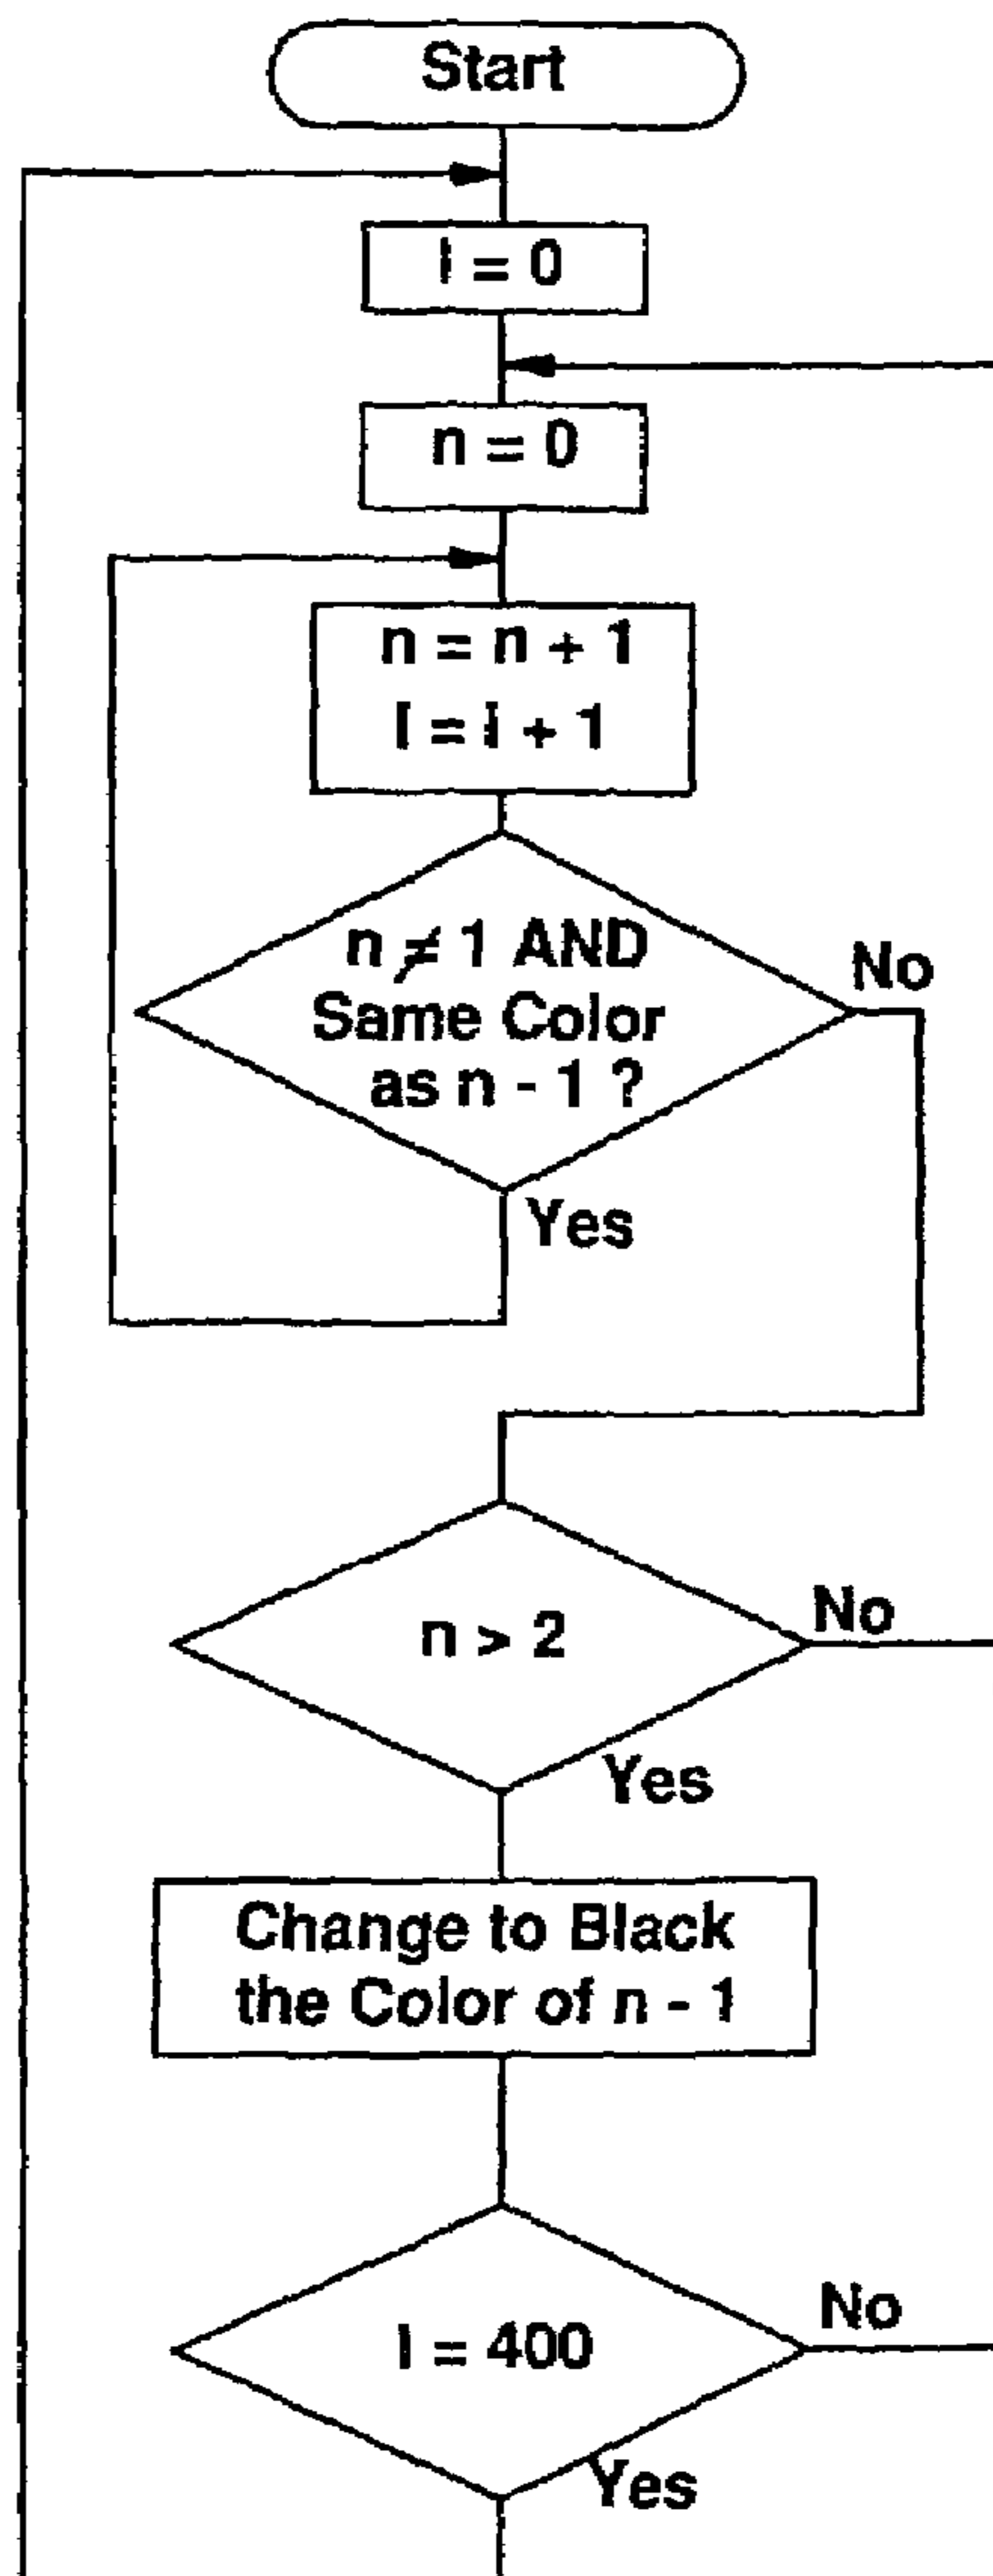 Start
I = 0
n = 0
n = n + 1
I = i + 1
n ≠ 1 AND
Same Color
as n - 1 ?
No
Yes
n > 2
No
Yes
Change to Black
the Color of n - 1
I = 400
No
Yes